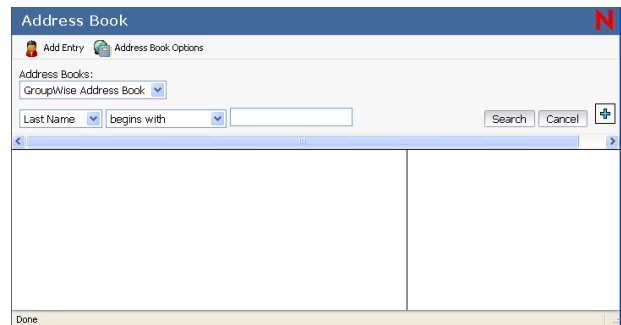 Address Book
N
Add Entry Address Book Options
Address Books:
GroupWise Address Book
Last Name begins with Search Cancel
Done